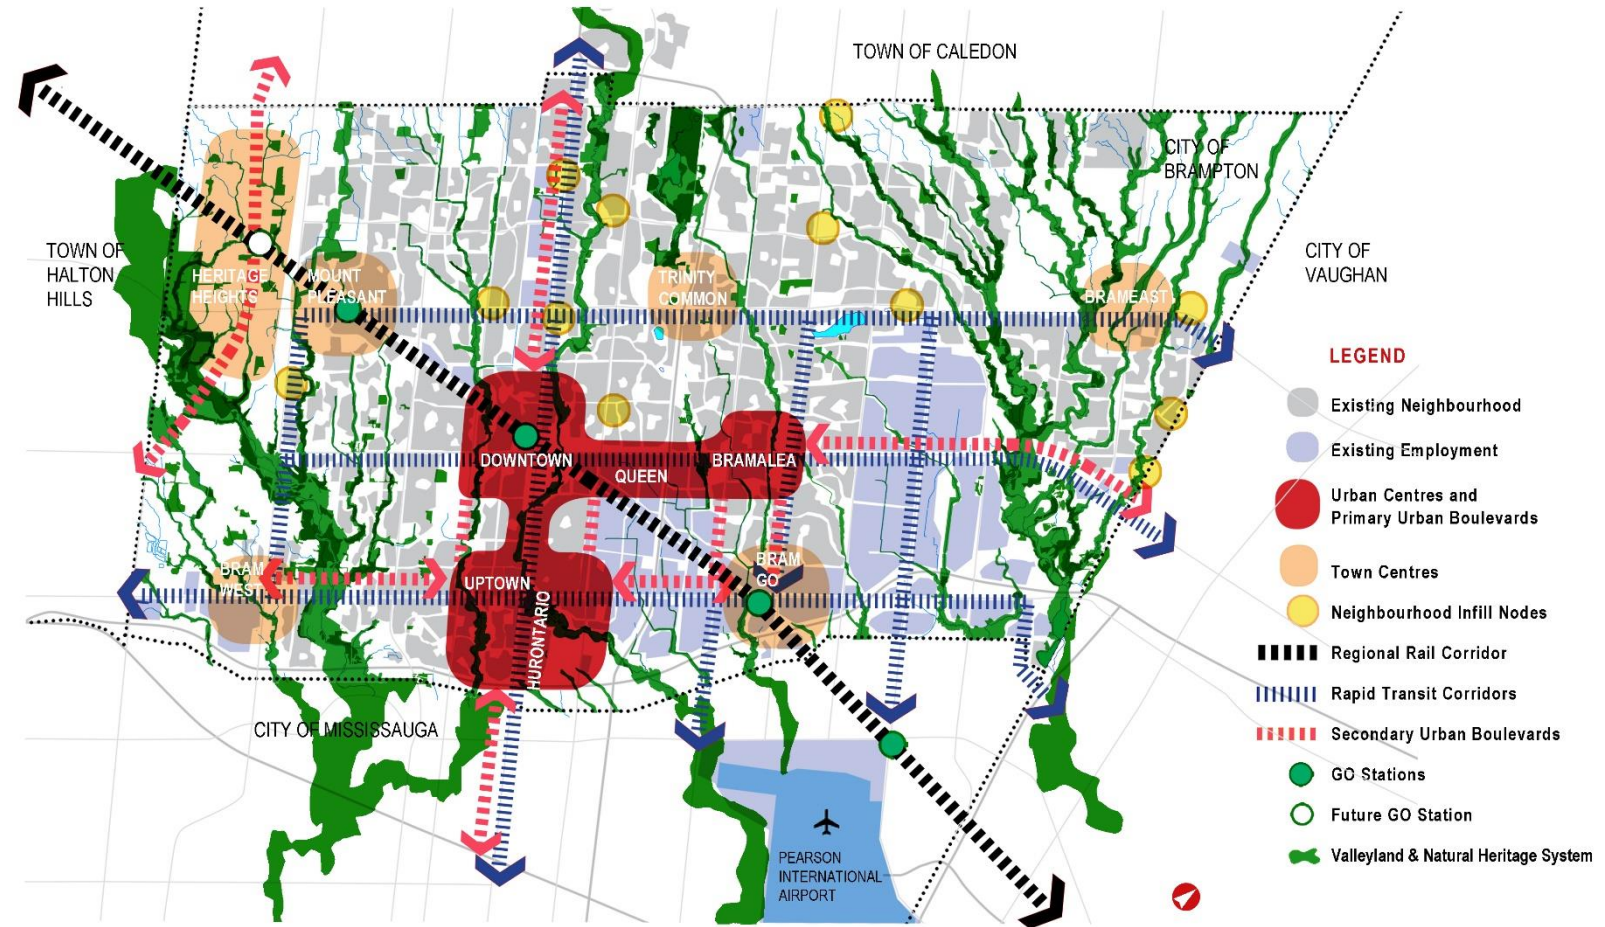 TOWN OF CALEDON
CITY OF
BRAMPTON
TOWN OF
HALTON
HILLS
CITY OF
VAUGHAN
HERITAGE
HEIGHTS
MOUNT
PLEASANT
TRINITY
COMMON
BRAMEAST
DOWNTOWN
QUEEN
BRAMALEA
BRAM
WEST
UPTOWN
HURONTARIO
BRAM
GO
CITY OF MISSISSAUGA
PEARSON
INTERNATIONAL
AIRPORT
LEGEND
Existing Neighbourhood
Existing Employment
Urban Centres and
Primary Urban Boulevards
Town Centres
Neighbourhood Infill Nodes
Regional Rail Corridor
Rapid Transit Corridors
Secondary Urban Boulevards
GO Stations
Future GO Station
Valleyland & Natural Heritage System